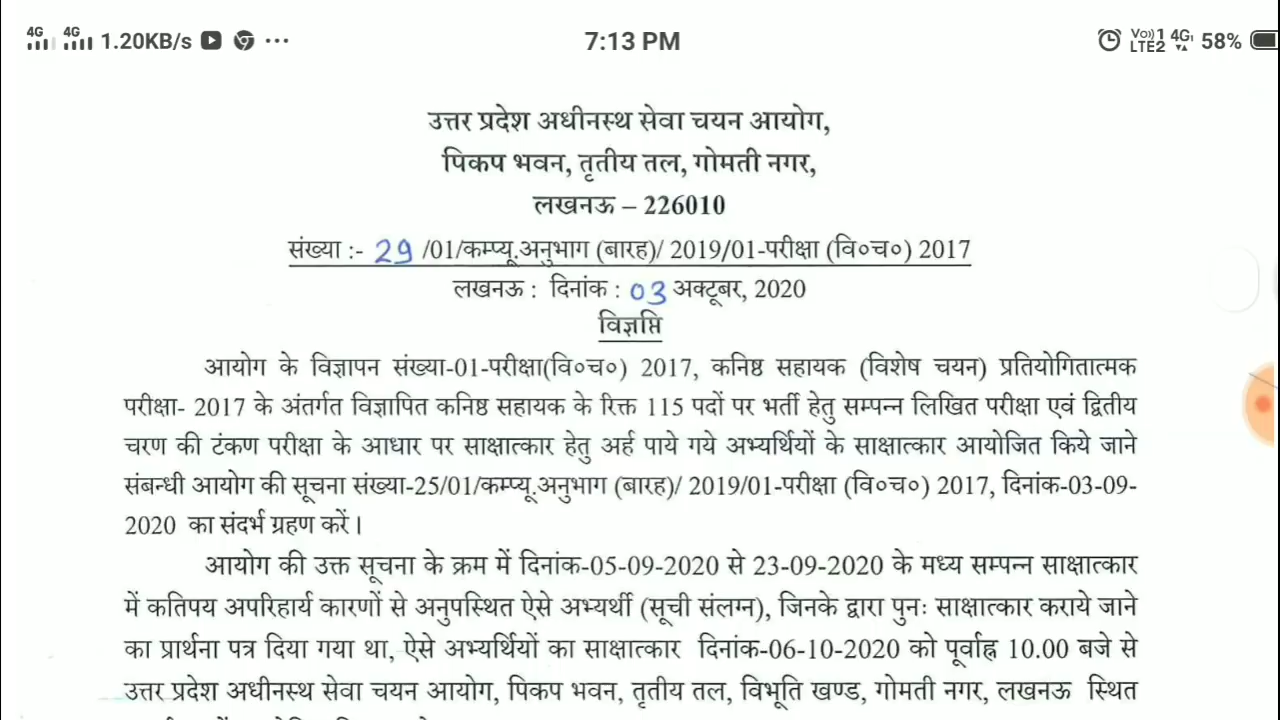 4G 4G 1.20KB/s ... 7:13 PM Vo)) 1 4G LTE2 58%
उत्तर प्रदेश अधीनस्थ सेवा चयन आयोग,
पिकप भवन, तृतीय तल, गोमती नगर,
लखनऊ – 226010
संख्या :- 29 /01/कम्प्यू.अनुभाग (बारह)/ 2019/01-परीक्षा (वि०च०) 2017
लखनऊ : दिनांक : 03 अक्टूबर, 2020
विज्ञप्ति
आयोग के विज्ञापन संख्या-01-परीक्षा(वि०च०) 2017, कनिष्ठ सहायक (विशेष चयन) प्रतियोगितात्मक
परीक्षा- 2017 के अंतर्गत विज्ञापित कनिष्ठ सहायक के रिक्त 115 पदों पर भर्ती हेतु सम्पन्न लिखित परीक्षा एवं द्वितीय
चरण की टंकण परीक्षा के आधार पर साक्षात्कार हेतु अर्ह पाये गये अभ्यर्थियों के साक्षात्कार आयोजित किये जाने
संबन्धी आयोग की सूचना संख्या-25/01/कम्प्यू.अनुभाग (बारह)/ 2019/01-परीक्षा (वि०च०) 2017, दिनांक-03-09-
2020 का संदर्भ ग्रहण करें।
आयोग की उक्त सूचना के क्रम में दिनांक-05-09-2020 से 23-09-2020 के मध्य सम्पन्न साक्षात्कार
में कतिपय अपरिहार्य कारणों से अनुपस्थित ऐसे अभ्यर्थी (सूची संलग्न), जिनके द्वारा पुनः साक्षात्कार कराये जाने
का प्रार्थना पत्र दिया गया था, ऐसे अभ्यर्थियों का साक्षात्कार दिनांक-06-10-2020 को पूर्वाह्न 10.00 बजे से
उत्तर प्रदेश अधीनस्थ सेवा चयन आयोग, पिकप भवन, तृतीय तल, विभूति खण्ड, गोमती नगर, लखनऊ स्थित